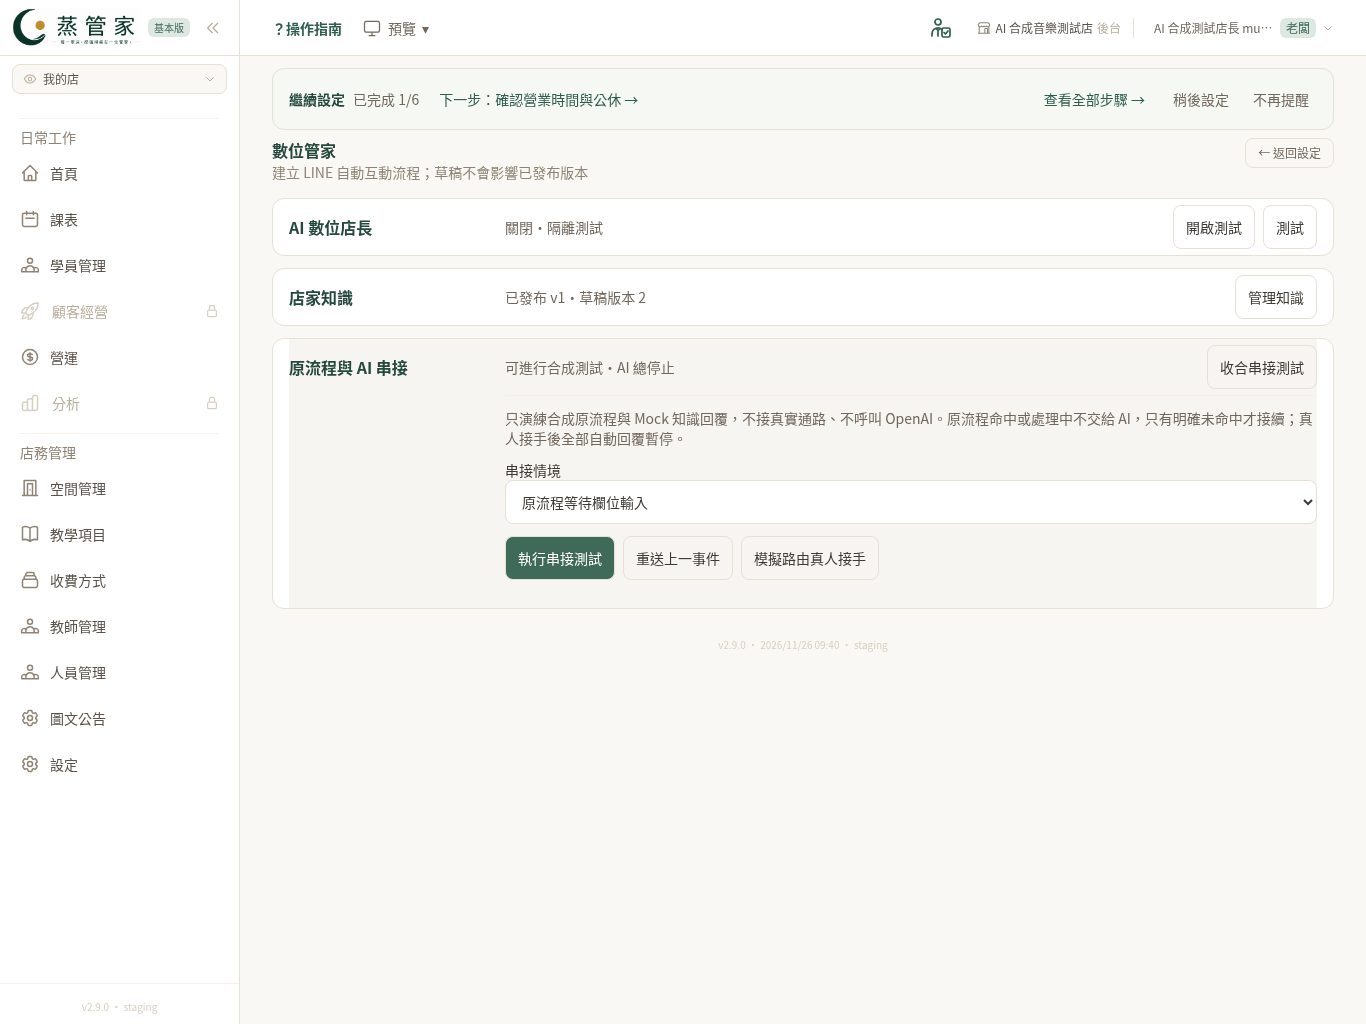 蒸管家
基本版
?操作指南
預覽 ▾
AI 合成音樂測試店 後台
AI 合成測試店長 mu…
老闆
我的店
日常工作
首頁
課表
學員管理
顧客經營
營運
分析
店務管理
空間管理
教學項目
收費方式
教師管理
人員管理
圖文公告
設定
v2.9.0 · staging
繼續設定 已完成 1/6 下一步：確認營業時間與公休 →
查看全部步驟 →
稍後設定
不再提醒
數位管家
建立 LINE 自動互動流程；草稿不會影響已發布版本
← 返回設定
AI 數位店長
關閉・隔離測試
開啟測試
測試
店家知識
已發布 v1・草稿版本 2
管理知識
原流程與 AI 串接
可進行合成測試・AI 總停止
收合串接測試
只演練合成原流程與 Mock 知識回覆，不接真實通路、不呼叫 OpenAI。原流程命中或處理中不交給 AI，只有明確未命中才接續；真
人接手後全部自動回覆暫停。
串接情境
原流程等待欄位輸入
執行串接測試
重送上一事件
模擬路由真人接手
v2.9.0 · 2026/11/26 09:40 · staging